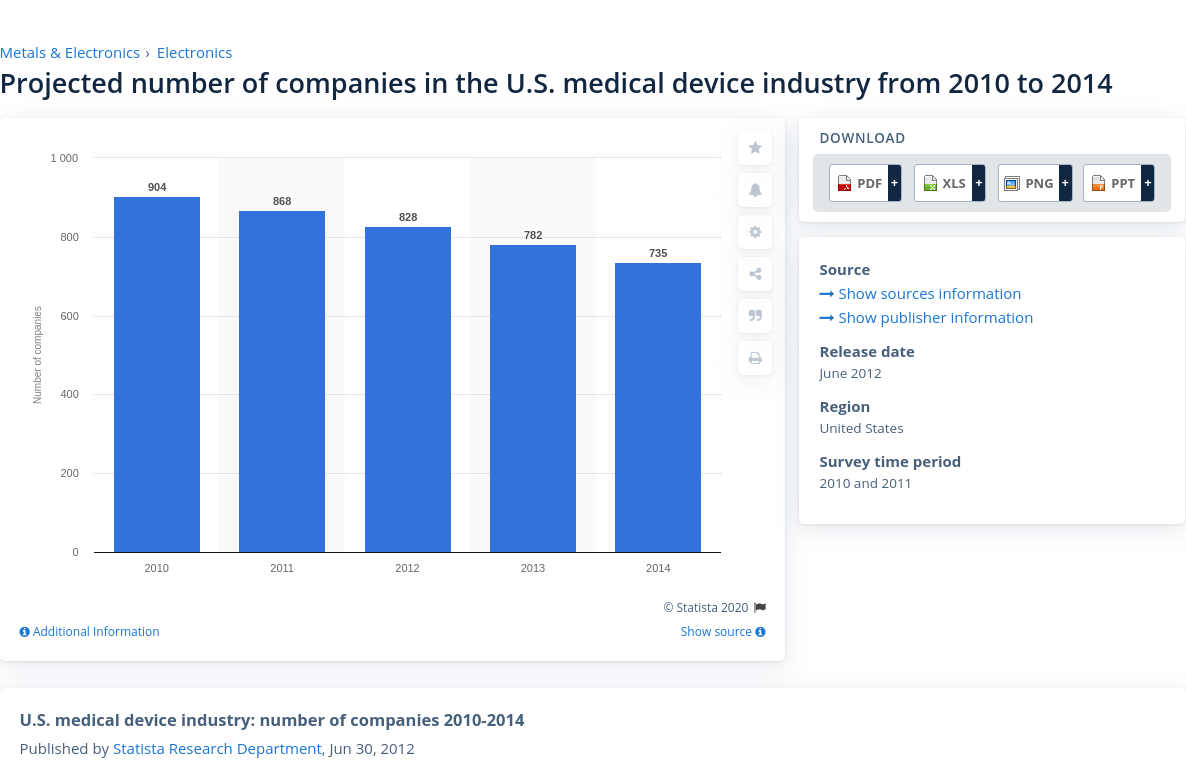 Metals & Electronics › Electronics
Projected number of companies in the U.S. medical device industry from 2010 to 2014
1 000
800
600
400
200
0
Number of companies
904
868
828
782
735
2010 2011 2012 2013 2014
© Statista 2020
Additional Information
Show source
DOWNLOAD
PDF + XLS + PNG + PPT +
Source
Show sources information
Show publisher information
Release date
June 2012
Region
United States
Survey time period
2010 and 2011
U.S. medical device industry: number of companies 2010-2014
Published by Statista Research Department, Jun 30, 2012